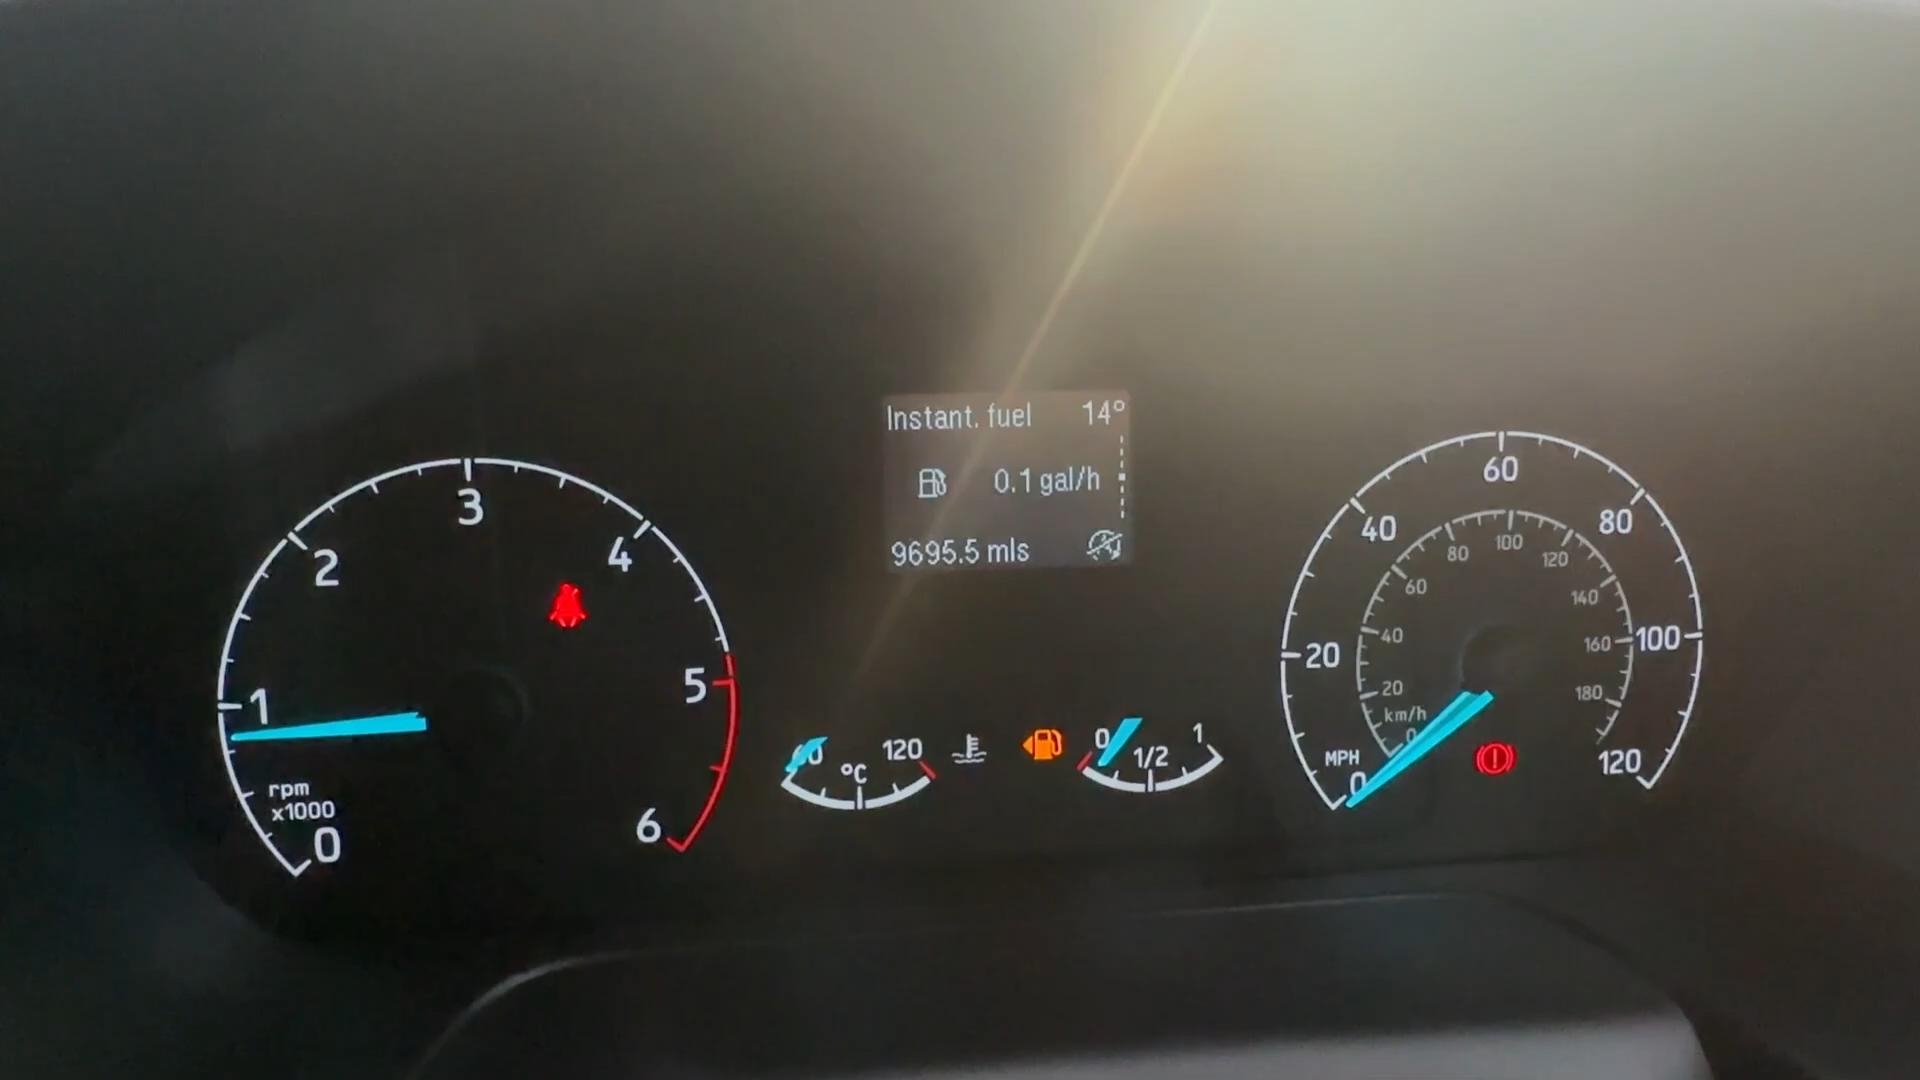 Instant. fuel 14°
0.1 gal/h
9695.5 mls
0 1 2 3 4 5 6
rpm
x1000
60 120
°C
0 1/2 1
0 20 40 60 80 100 120
MPH
0 20 40 60 80 100 120 140 160 180
km/h